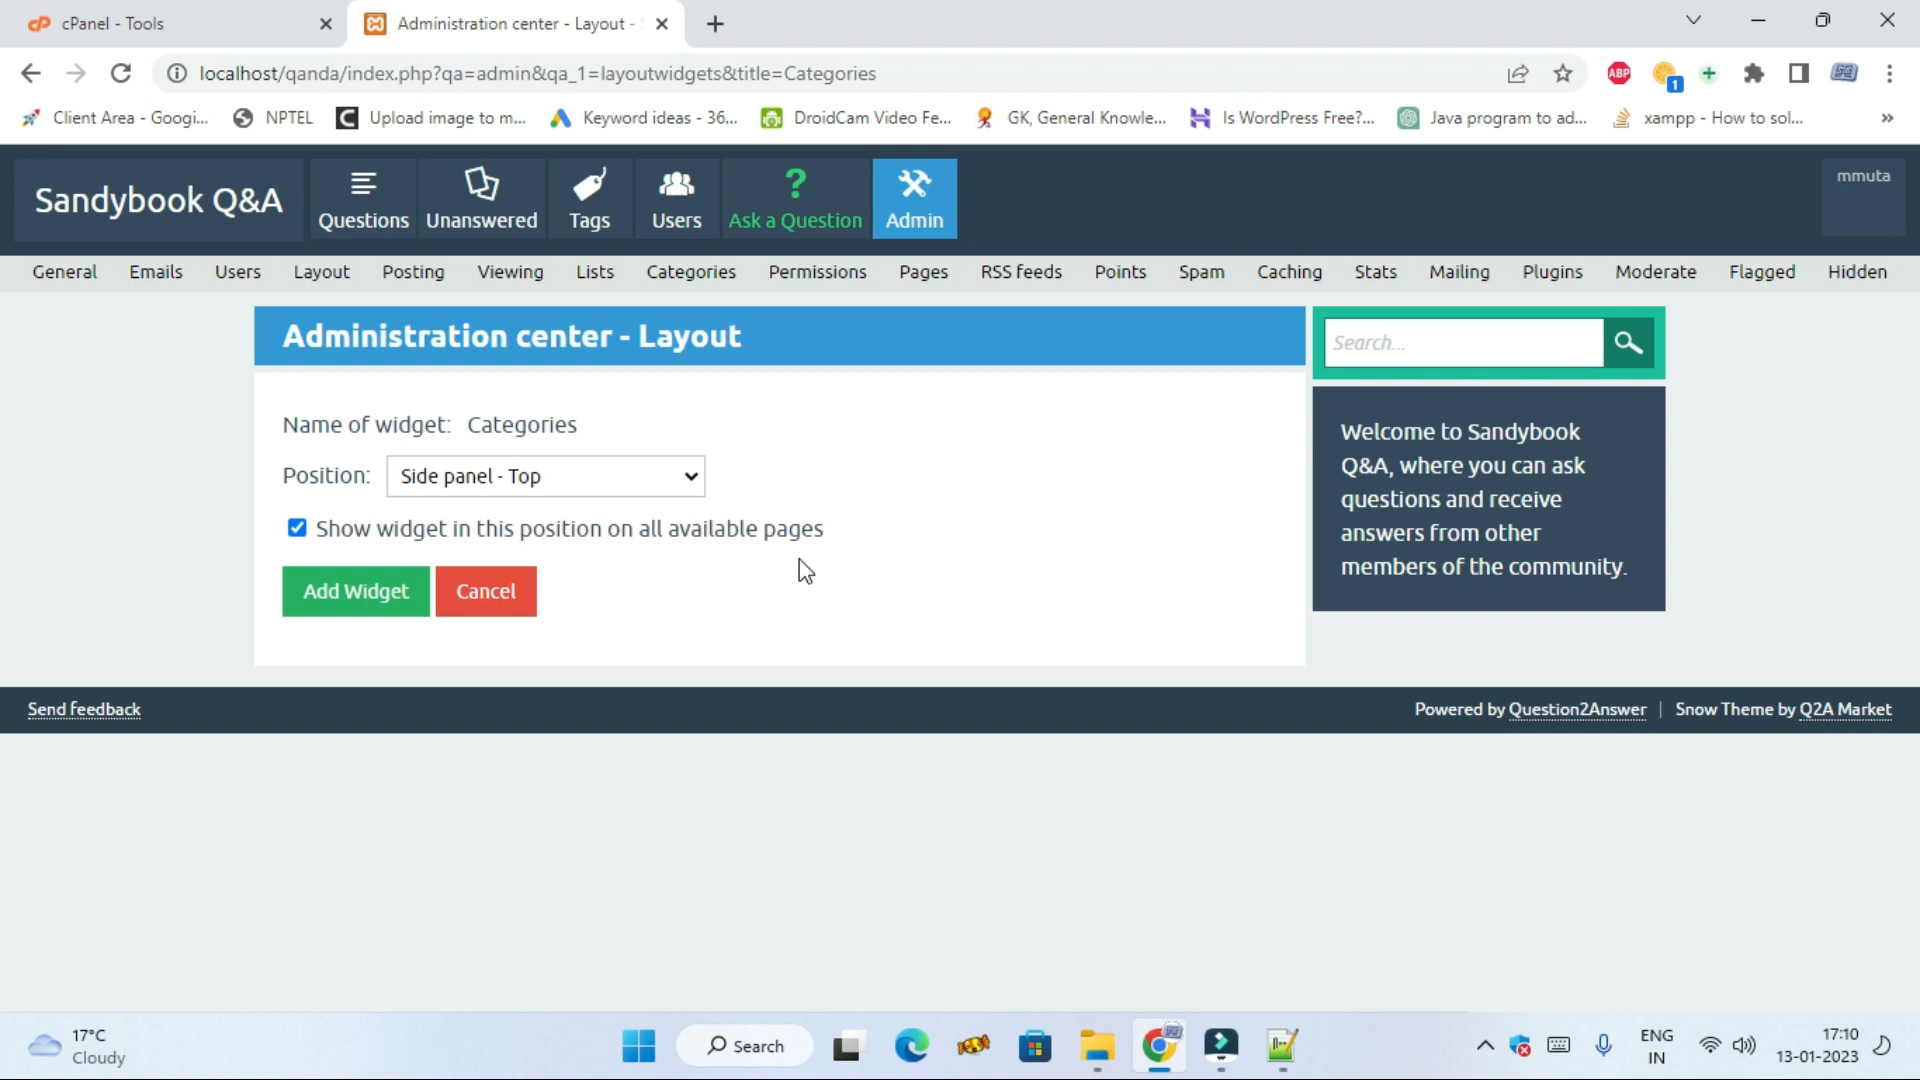 cPanel - Tools
Administration center - Layout -
localhost/qanda/index.php?qa=admin&qa_1=layoutwidgets&title=Categories
ABP
1
Client Area - Googi...
NPTEL
Upload image to m...
Keyword ideas - 36...
DroidCam Video Fe...
GK, General Knowle...
Is WordPress Free?...
Java program to ad...
xampp - How to sol...
»
Sandybook Q&A
Questions
Unanswered
Tags
Users
?
Ask a Question
Admin
mmuta
General Emails Users Layout Posting Viewing Lists Categories Permissions Pages RSS feeds Points Spam Caching Stats Mailing Plugins Moderate Flagged Hidden
Administration center - Layout
Search...
Name of widget: Categories
Position: Side panel - Top
Show widget in this position on all available pages
Add Widget
Cancel
Welcome to Sandybook
Q&A, where you can ask
questions and receive
answers from other
members of the community.
Send feedback
Powered by Question2Answer | Snow Theme by Q2A Market
17°C
Cloudy
Search
ENG
IN
17:10
13-01-2023